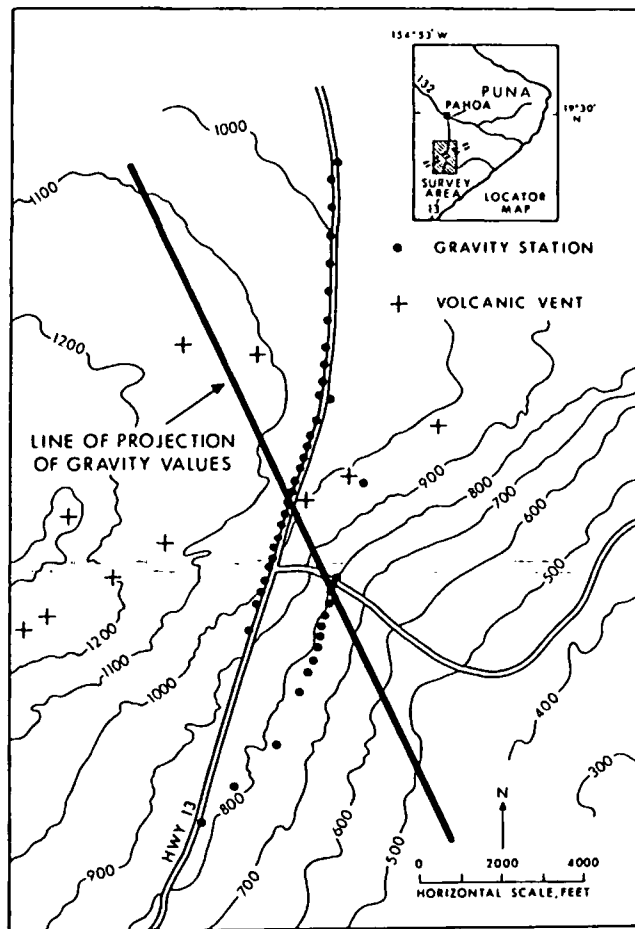 154°53' W
132
PUNA
PAHOA
19°30'
N
SURVEY
AREA
13
LOCATOR
MAP
GRAVITY STATION
VOLCANIC VENT
1000
1100
1200
LINE OF PROJECTION
OF GRAVITY VALUES
900
800
700
600
500
1200
1100
1000
900
800
700
600
500
400
300
HWY 13
N
0 2000 4000
HORIZONTAL SCALE, FEET